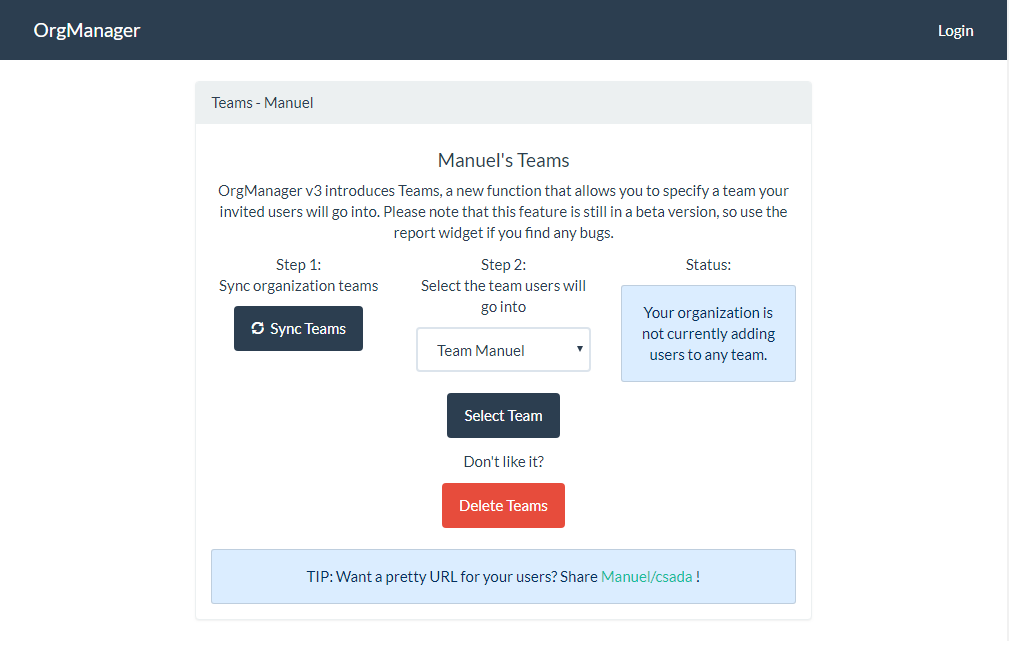 OrgManager
Login
Teams - Manuel
Manuel's Teams
OrgManager v3 introduces Teams, a new function that allows you to specify a team your
invited users will go into. Please note that this feature is still in a beta version, so use the
report widget if you find any bugs.
Step 1:
Sync organization teams
Sync Teams
Step 2:
Select the team users will
go into
Team Manuel
Select Team
Don't like it?
Delete Teams
Status:
Your organization is
not currently adding
users to any team.
TIP: Want a pretty URL for your users? Share Manuel/csada !